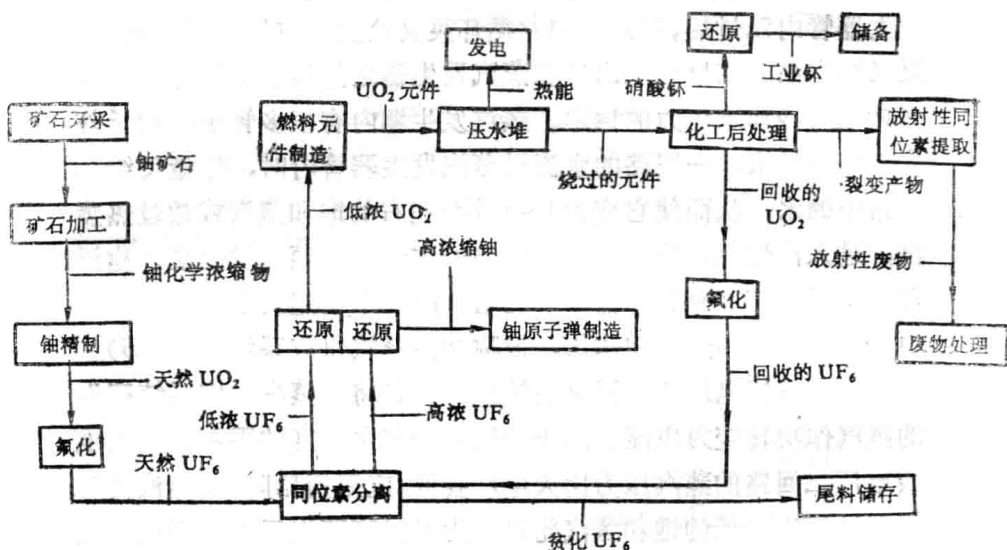 发电
还原
储备
工业钚
UO₂ 元件
热能
硝酸钚
矿石开采
燃料元
件制造
压水堆
化工后处理
放射性同
位素提取
铀矿石
烧过的元件
裂变产物
回收的
UO₂
低浓 UO₂
矿石加工
高浓缩铀
放射性废物
铀化学浓缩物
氟化
还原
还原
铀原子弹制造
铀精制
废物处理
天然 UO₂
回收的 UF₆
低浓 UF₆
高浓 UF₆
氟化
天然 UF₆
同位素分离
尾料储存
贫化 UF₆